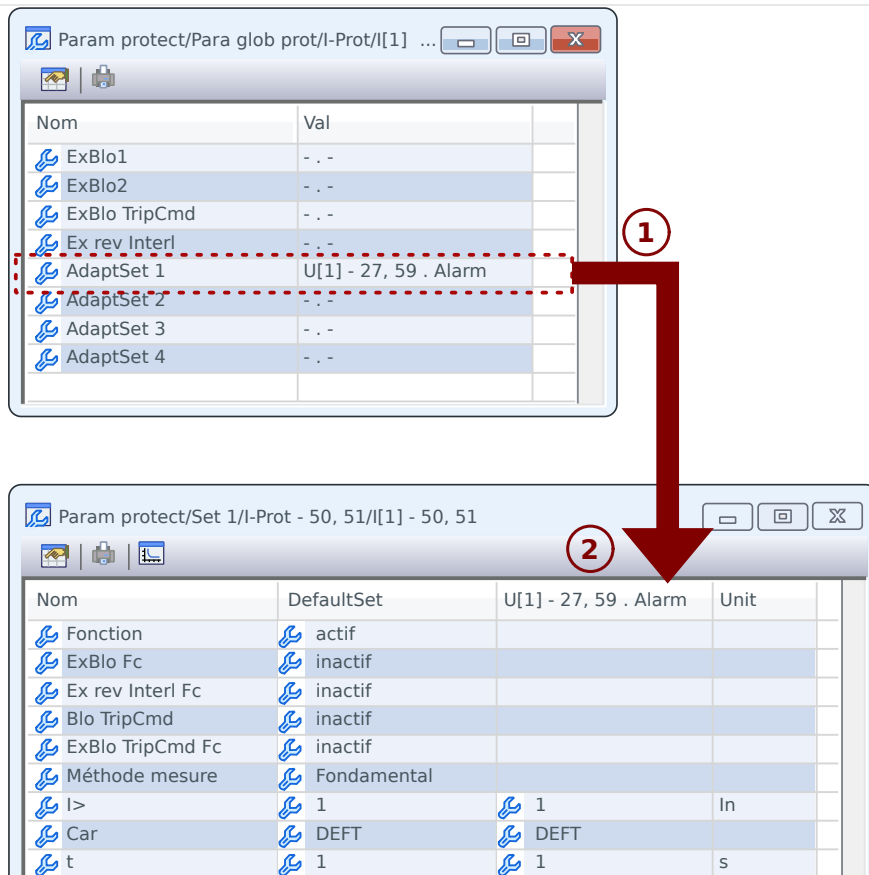 Param protect/Para glob prot/I-Prot/I[1] ...
Nom Val
ExBlo1 - . -
ExBlo2 - . -
ExBlo TripCmd - . -
Ex rev Interl - . -
AdaptSet 1 U[1] - 27, 59 . Alarm
AdaptSet 2 - . -
AdaptSet 3 - . -
AdaptSet 4 - . -
1
Param protect/Set 1/I-Prot - 50, 51/I[1] - 50, 51
2
Nom DefaultSet U[1] - 27, 59 . Alarm Unit
Fonction actif
ExBlo Fc inactif
Ex rev Interl Fc inactif
Blo TripCmd inactif
ExBlo TripCmd Fc inactif
Méthode mesure Fondamental
I> 1 1 In
Car DEFT DEFT
t 1 1 s